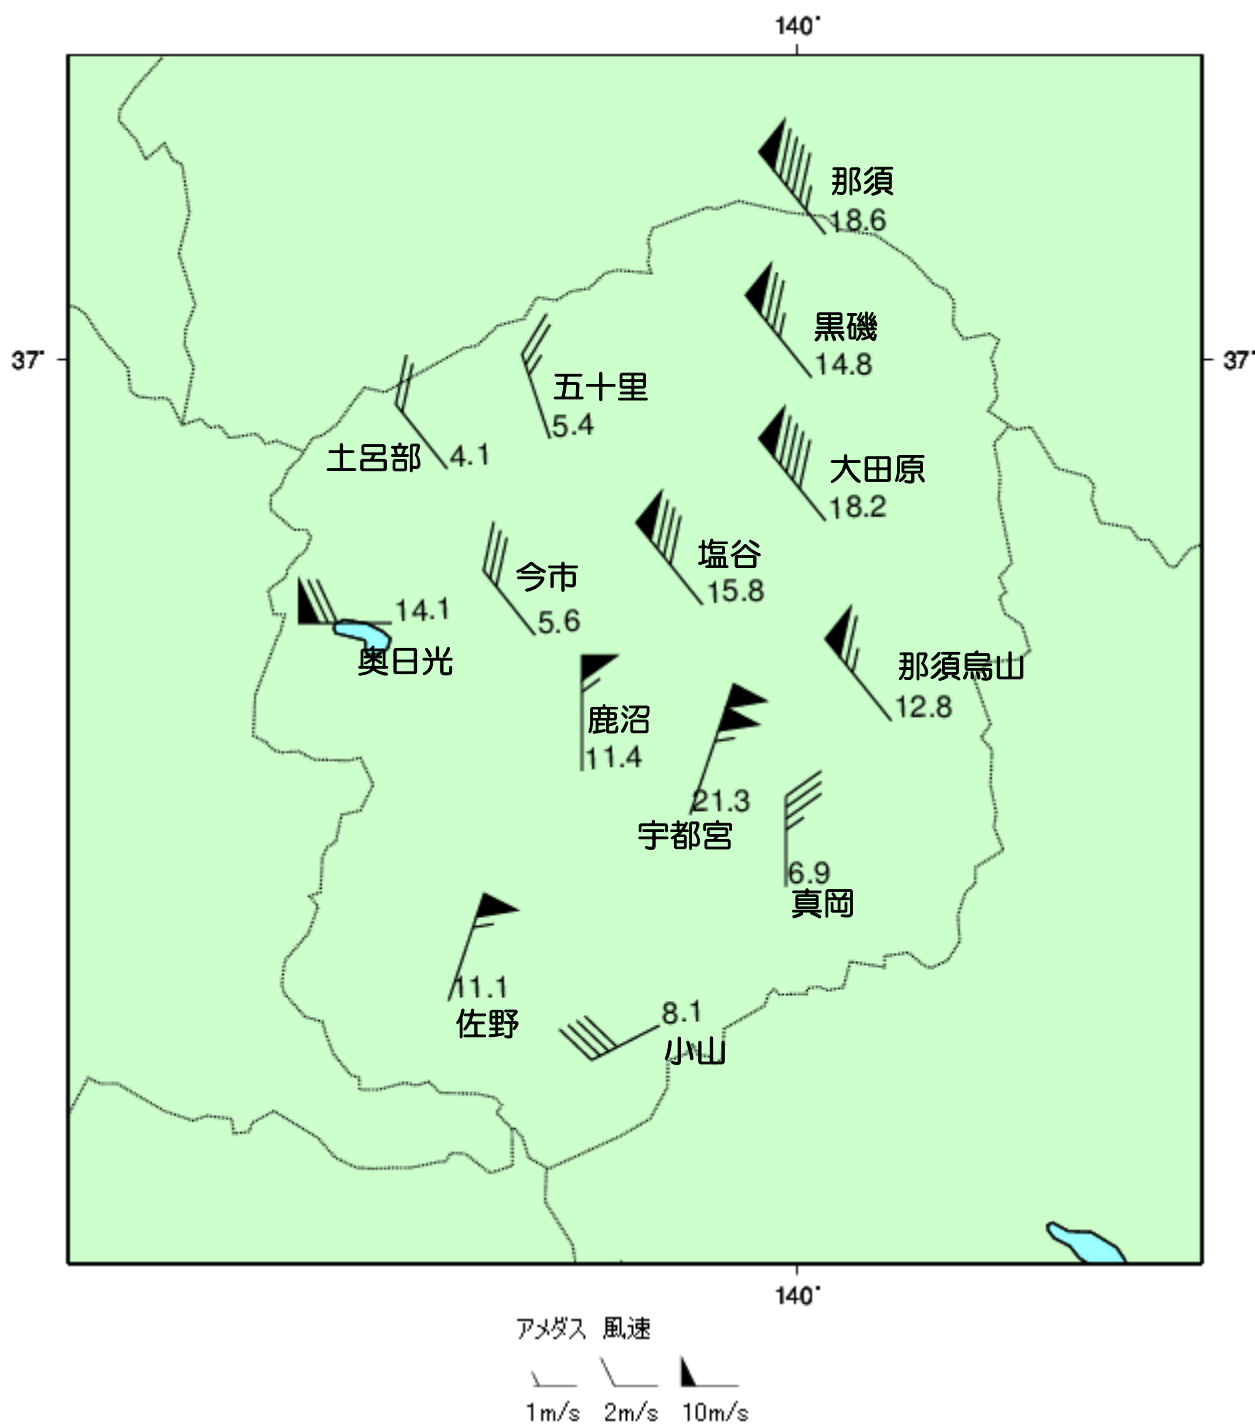 140°
那須
18.6
黒磯
14.8
37°
37°
五十里
5.4
土呂部
4.1
大田原
18.2
塩谷
15.8
今市
5.6
14.1
奥日光
那須烏山
12.8
鹿沼
11.4
21.3
宇都宮
6.9
真岡
11.1
佐野
8.1
小山
140°
アメダス 風速
1m/s 2m/s 10m/s